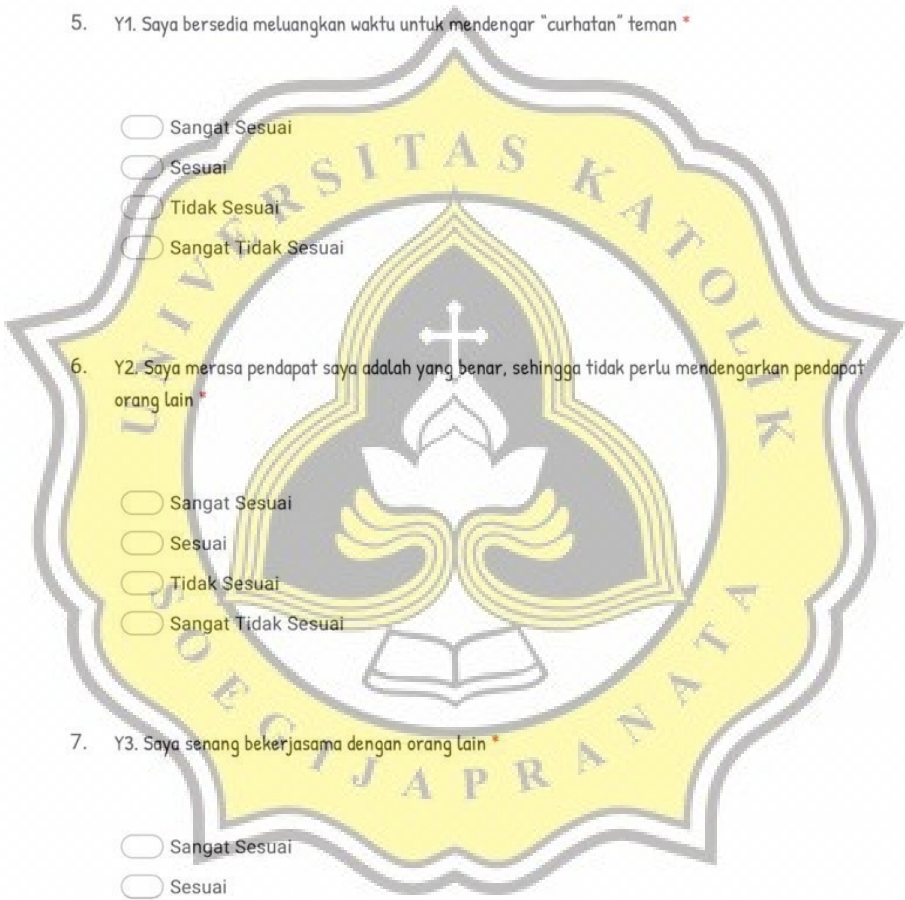 5. Y1. Saya bersedia meluangkan waktu untuk mendengar "curhatan" teman *
Sangat Sesuai
Sesuai
Tidak Sesuai
Sangat Tidak Sesuai
6. Y2. Saya merasa pendapat saya adalah yang benar, sehingga tidak perlu mendengarkan pendapat
orang lain *
Sangat Sesuai
Sesuai
Tidak Sesuai
Sangat Tidak Sesuai
7. Y3. Saya senang bekerjasama dengan orang lain *
Sangat Sesuai
Sesuai
UNIVERSITAS KATOLIK
SOEGIJAPRANATA